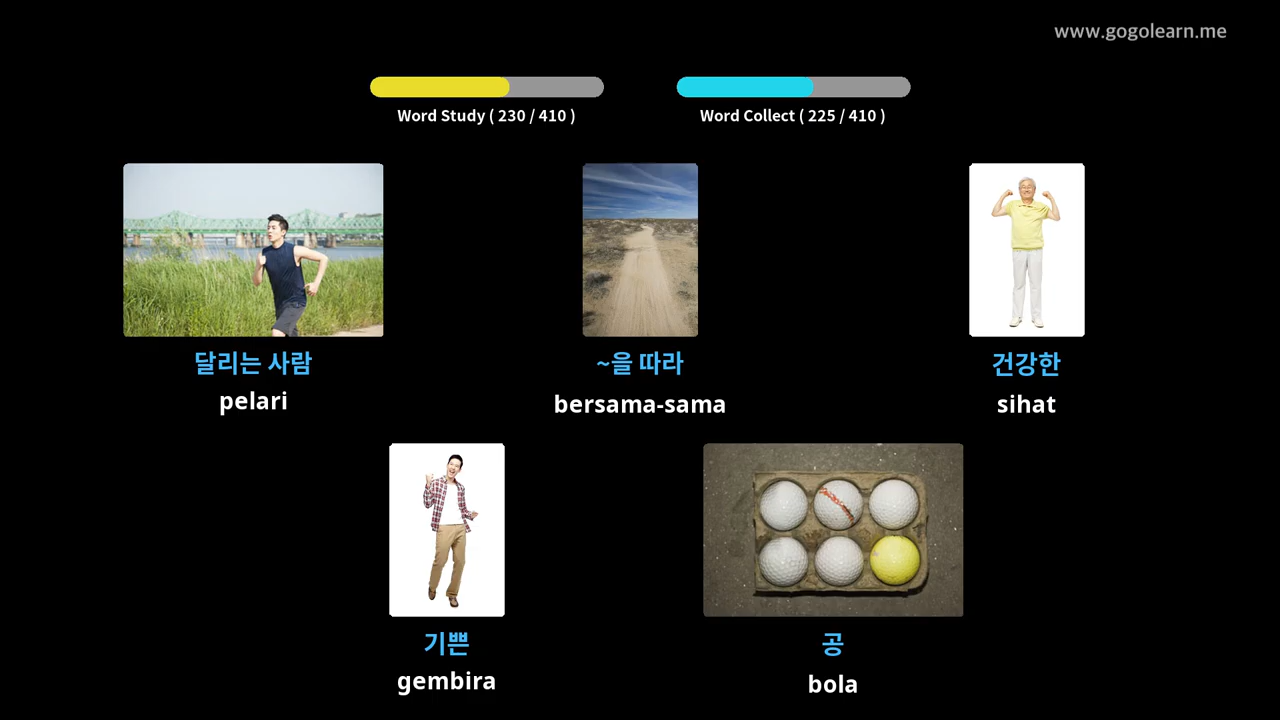 www.gogolearn.me
Word Study ( 230 / 410 )
Word Collect ( 225 / 410 )
달리는 사람
pelari
~을 따라
bersama-sama
건강한
sihat
기쁜
gembira
공
bola